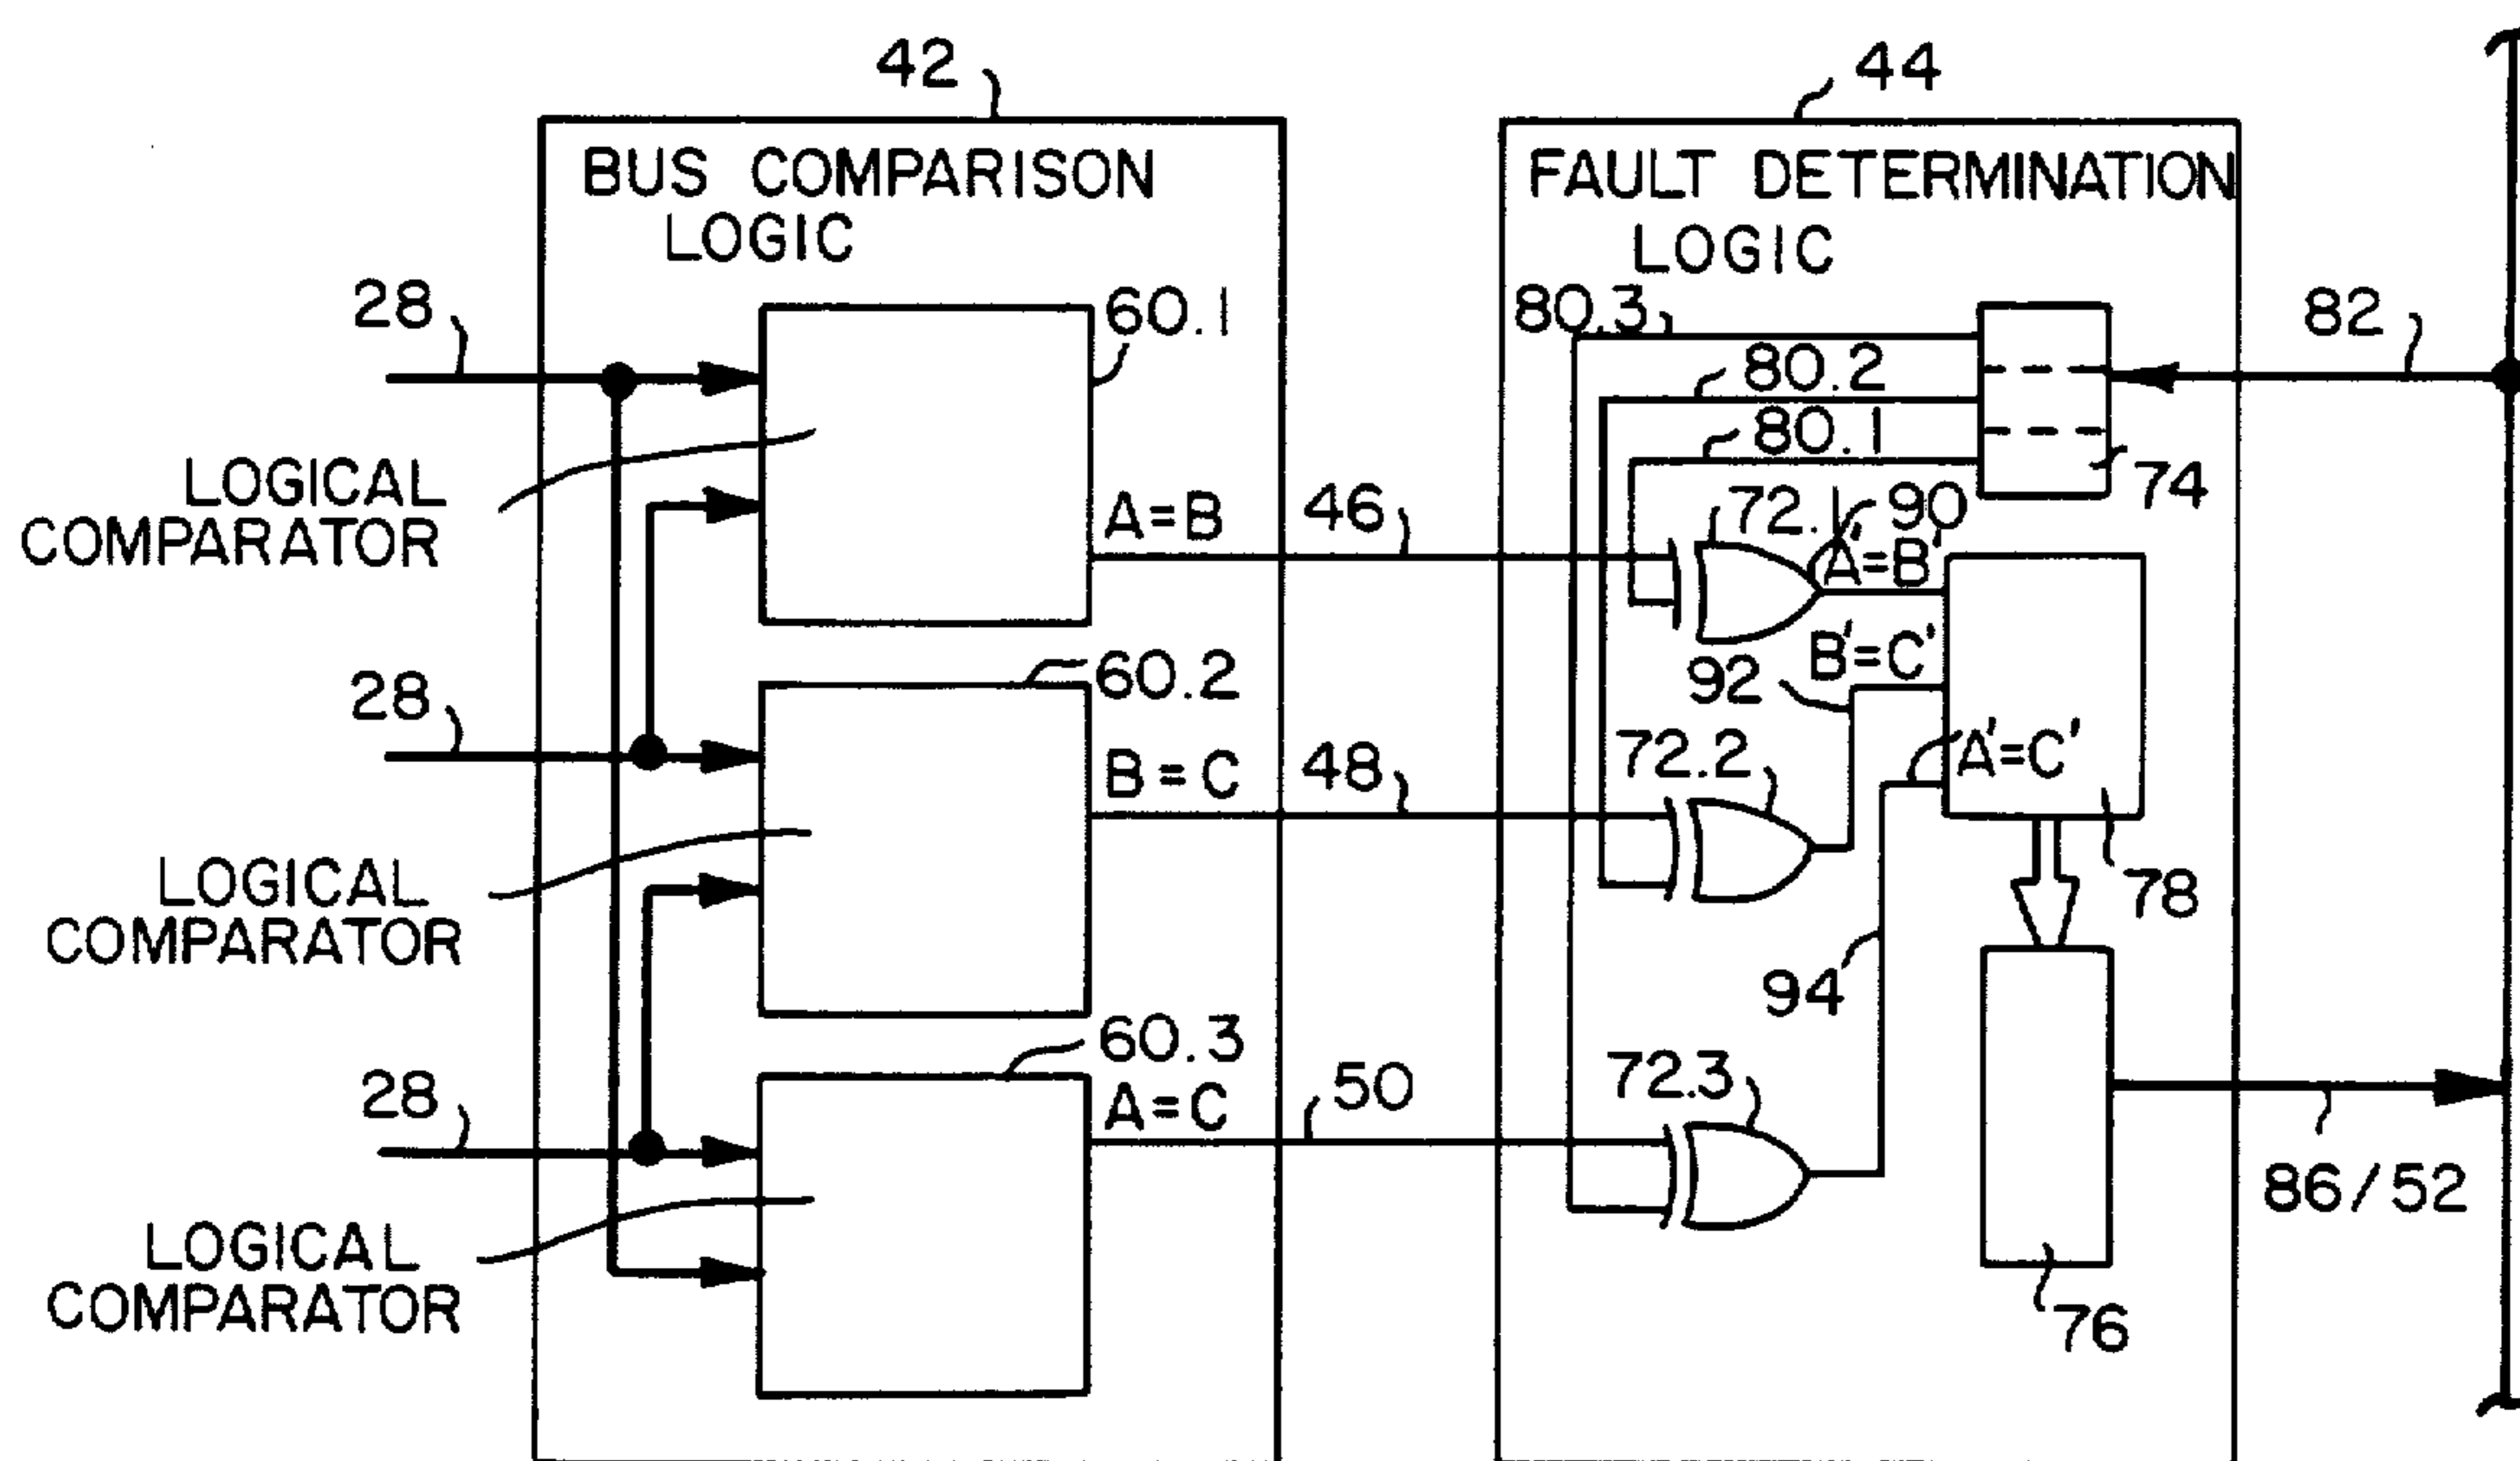 42
44
BUS COMPARISON
LOGIC
FAULT DETERMINATION
LOGIC
28
60.1
80.3
82
80.2
80.1
LOGICAL
COMPARATOR
A=B
46
72.1
90
74
A'=B'
28
60.2
92
B'=C'
B=C
48
72.2
A'=C'
LOGICAL
COMPARATOR
78
94
28
60.3
A=C
50
72.3
86/52
LOGICAL
COMPARATOR
76